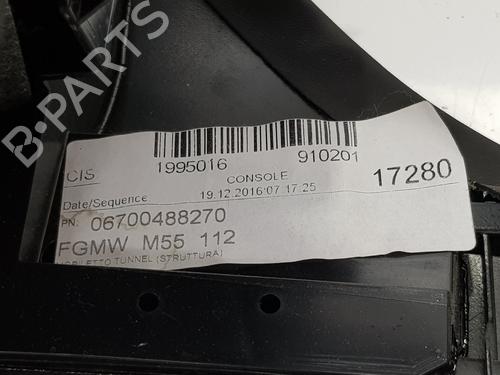 B-PARTS
1995016 910201
CIS CONSOLE 17280
Date/Sequence 19.12.2016 07 17.25
PN: 06700488270
FGMW M55 112
MOBILETTO TUNNEL (STRUTTURA)